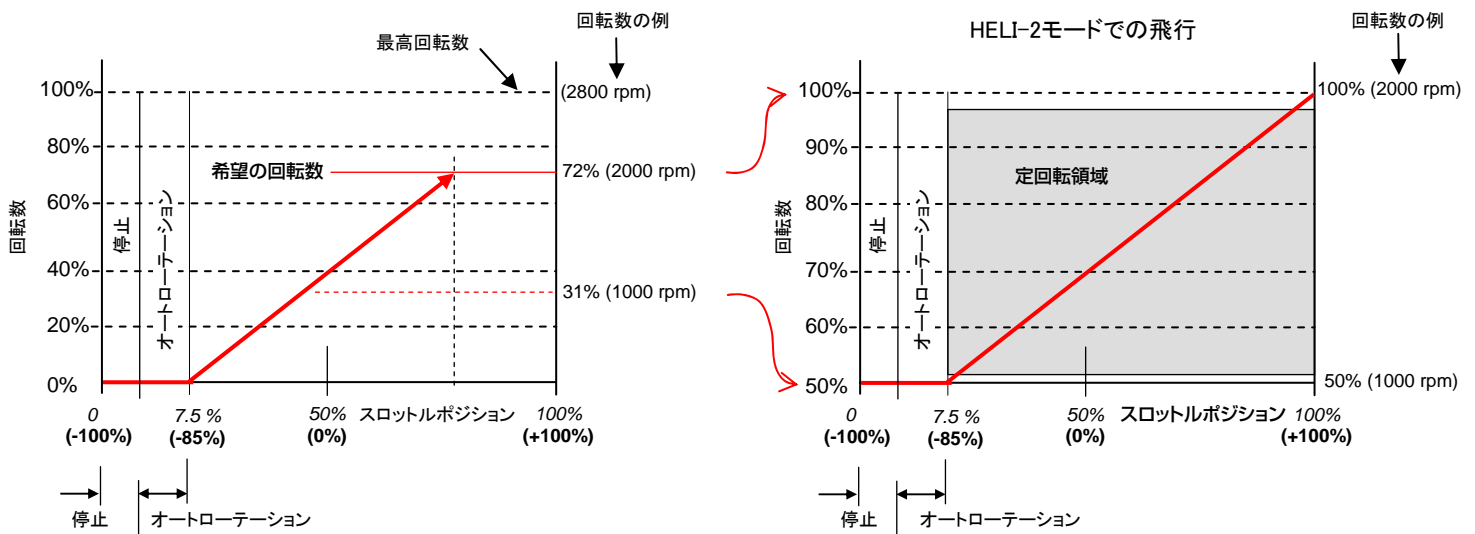 回転数の例
最高回転数
100%
(2800 rpm)
80%
希望の回転数
72% (2000 rpm)
60%
回転数
停止
オートローテーション
40%
31% (1000 rpm)
20%
0%
0
7.5 %
50%
スロットルポジション
100%
(-100%)
(-85%)
(0%)
(+100%)
停止
オートローテーション
HELI-2モードでの飛行
回転数の例
100%
100% (2000 rpm)
90%
定回転領域
80%
回転数
停止
オートローテーション
70%
60%
50%
50% (1000 rpm)
0
7.5 %
50%
スロットルポジション
100%
(-100%)
(-85%)
(0%)
(+100%)
停止
オートローテーション